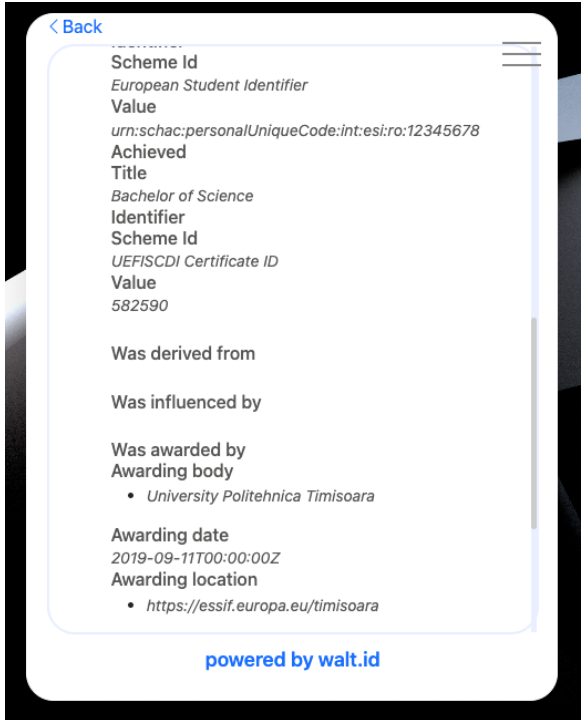 Back
Scheme Id
European Student Identifier
Value
urn:schac:personalUniqueCode:int:esi:ro:12345678
Achieved
Title
Bachelor of Science
Identifier
Scheme Id
UEFISCDI Certificate ID
Value
582590
Was derived from
Was influenced by
Was awarded by
Awarding body
University Politehnica Timisoara
Awarding date
2019-09-11T00:00:00Z
Awarding location
https://essif.europa.eu/timisoara
powered by walt.id